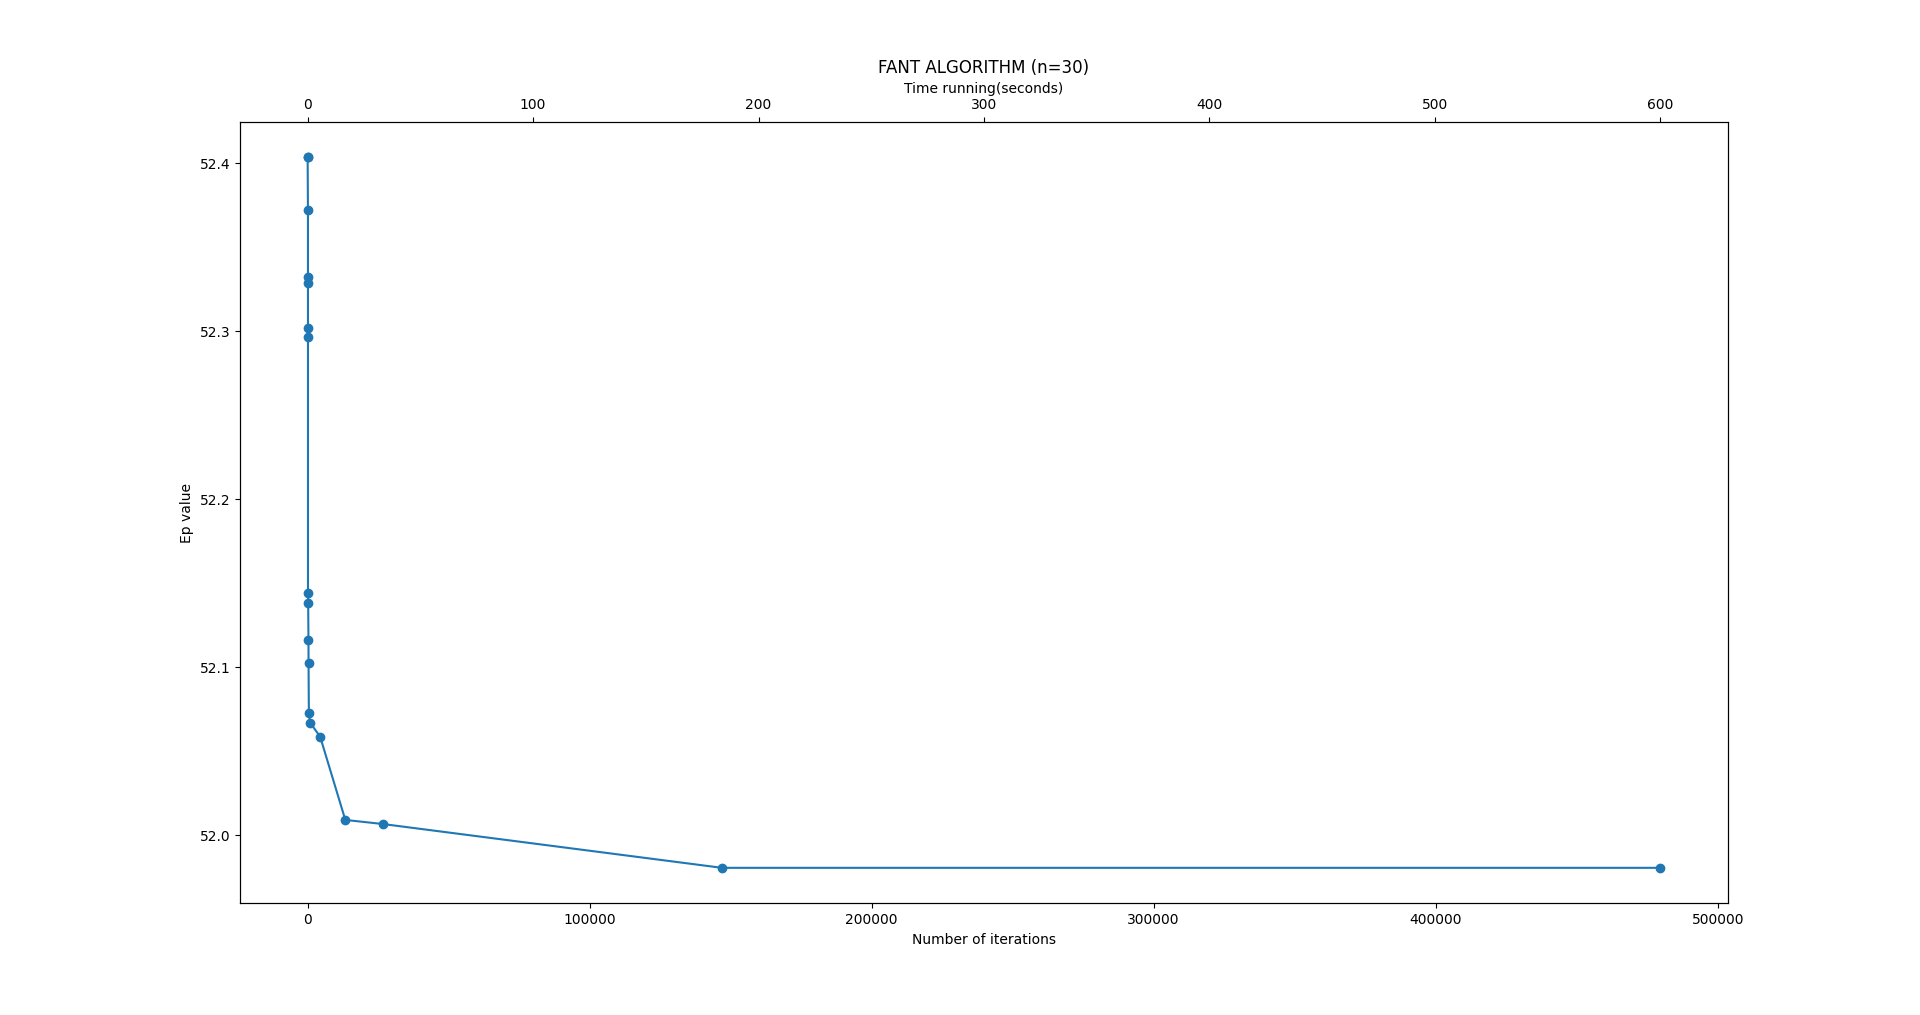 FANT ALGORITHM (n=30)
Time running(seconds)
0 100 200 300 400 500 600
52.4
52.3
52.2
52.1
52.0
Ep value
0 100000 200000 300000 400000 500000
Number of iterations